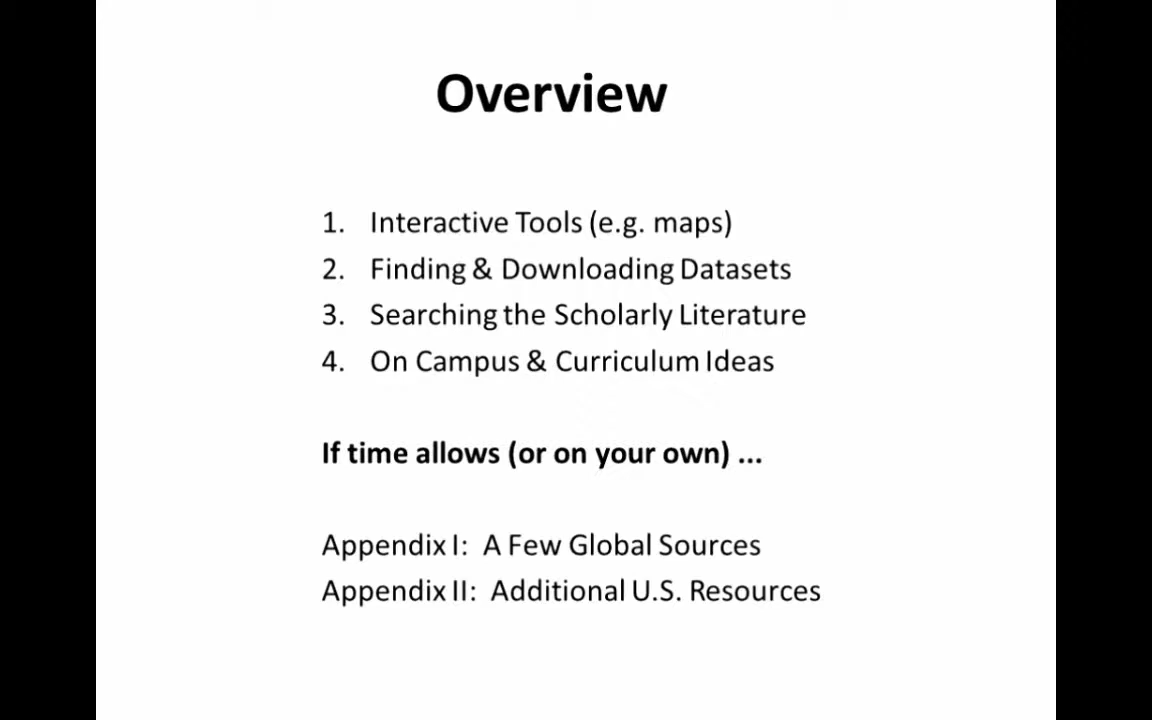 Overview
1. Interactive Tools (e.g. maps)
2. Finding & Downloading Datasets
3. Searching the Scholarly Literature
4. On Campus & Curriculum Ideas
If time allows (or on your own) ...
Appendix I: A Few Global Sources
Appendix II: Additional U.S. Resources